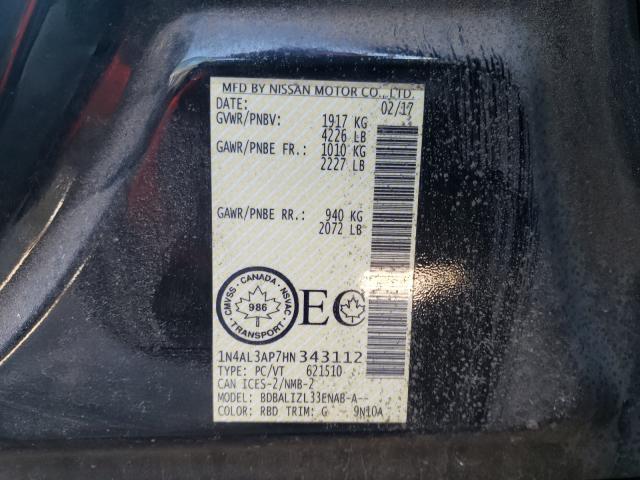 MFD BY NISSAN MOTOR CO., LTD.
DATE: 02/17
GVWR/PNBV: 1917 KG
4226 LB
GAWR/PNBE FR.: 1010 KG
2227 LB
GAWR/PNBE RR.: 940 KG
2072 LB
CMVSS · CANADA · NSVAC
986
TRANSPORT
EC
1N4AL3AP7HN 343112
TYPE: PC/VT 621510
CAN ICES-2/NMB-2
MODEL: BDBALIZL33ENAB-A--
COLOR: RBD TRIM: G 9N10A